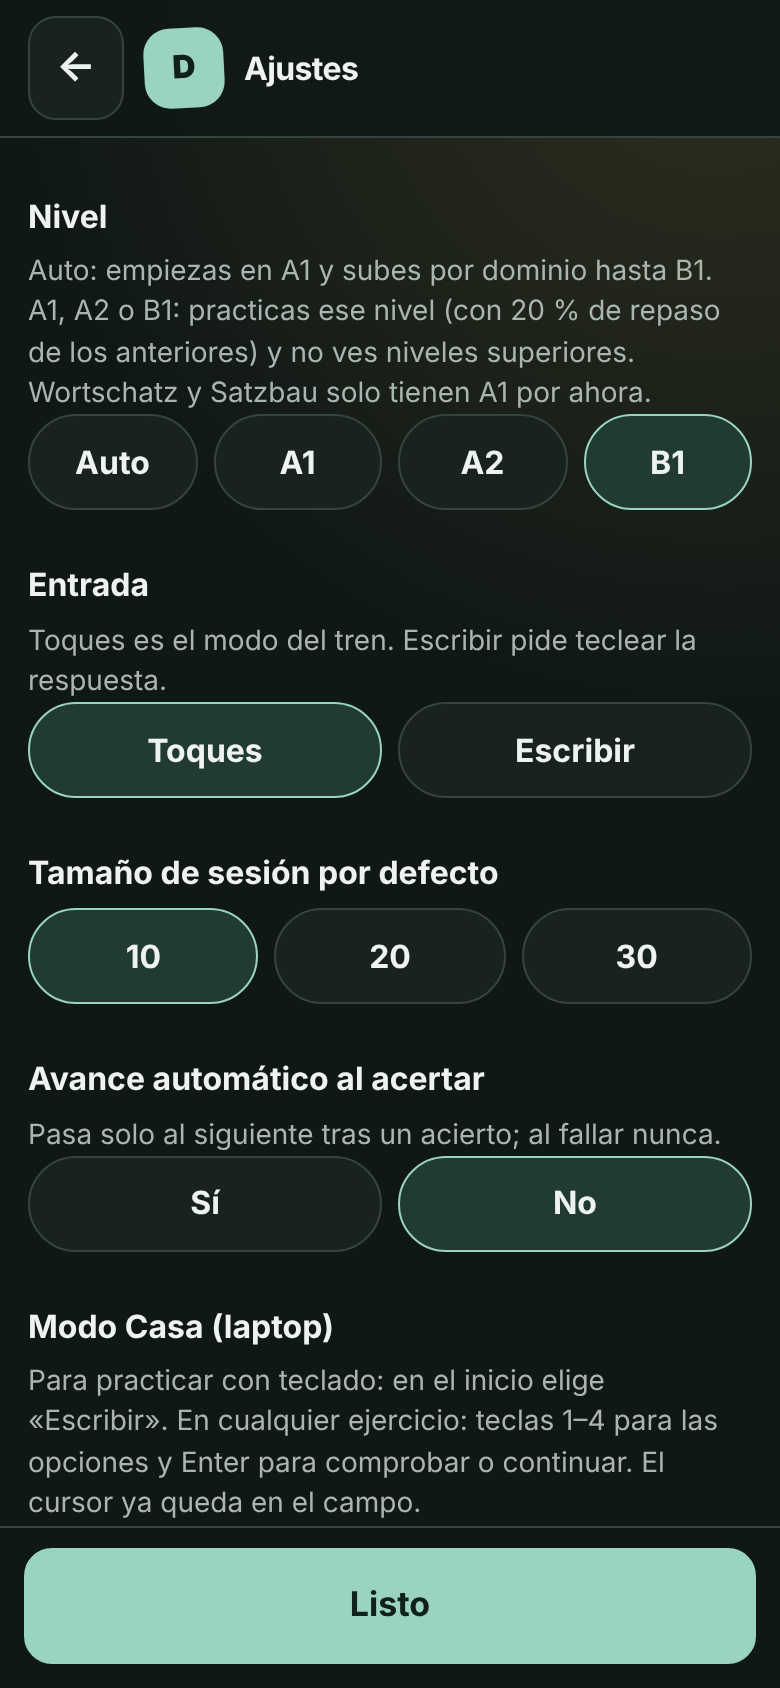 D
Ajustes
Nivel
Auto: empiezas en A1 y subes por dominio hasta B1.
A1, A2 o B1: practicas ese nivel (con 20 % de repaso
de los anteriores) y no ves niveles superiores.
Wortschatz y Satzbau solo tienen A1 por ahora.
Auto
A1
A2
B1
Entrada
Toques es el modo del tren. Escribir pide teclear la
respuesta.
Toques
Escribir
Tamaño de sesión por defecto
10
20
30
Avance automático al acertar
Pasa solo al siguiente tras un acierto; al fallar nunca.
Sí
No
Modo Casa (laptop)
Para practicar con teclado: en el inicio elige
«Escribir». En cualquier ejercicio: teclas 1–4 para las
opciones y Enter para comprobar o continuar. El
cursor ya queda en el campo.
Listo